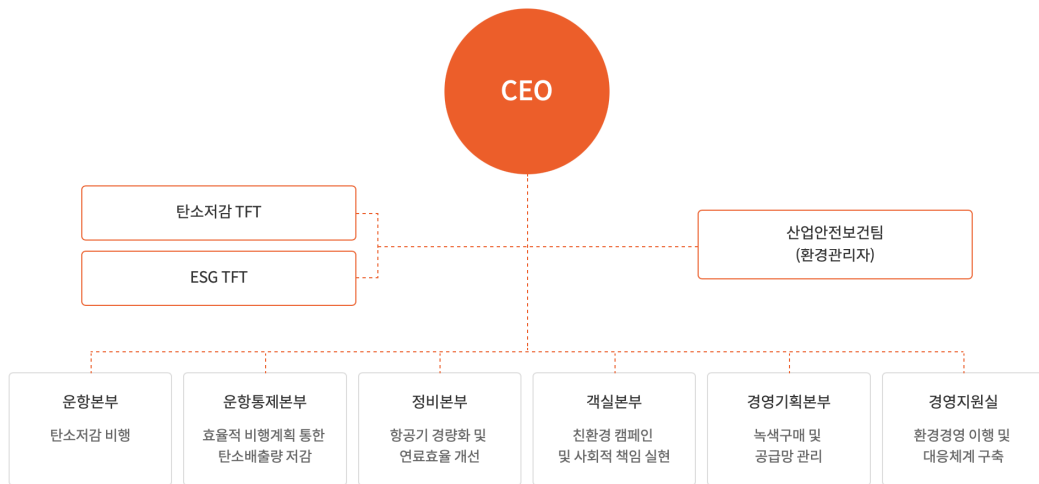 CEO
탄소저감 TFT
ESG TFT
산업안전보건팀
(환경관리자)
운항본부
탄소저감 비행
운항통제본부
효율적 비행계획 통한
탄소배출량 저감
정비본부
항공기 경량화 및
연료효율 개선
객실본부
친환경 캠페인
및 사회적 책임 실현
경영기획본부
녹색구매 및
공급망 관리
경영지원실
환경경영 이행 및
대응체계 구축